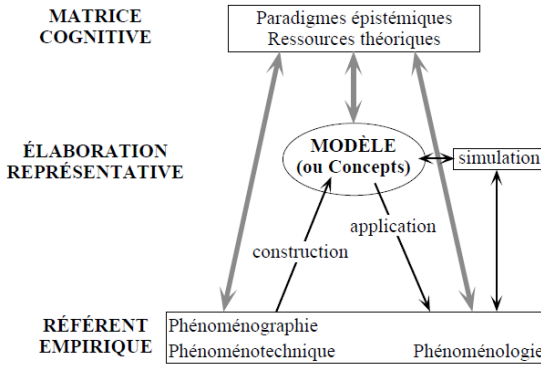 MATRICE
COGNITIVE
Paradigmes épistémiques
Ressources théoriques
ÉLABORATION
REPRÉSENTATIVE
MODÈLE
(ou Concepts)
simulation
construction
application
RÉFÉRENT
EMPIRIQUE
Phénoménographie
Phénoménotechnique
Phénoménologie